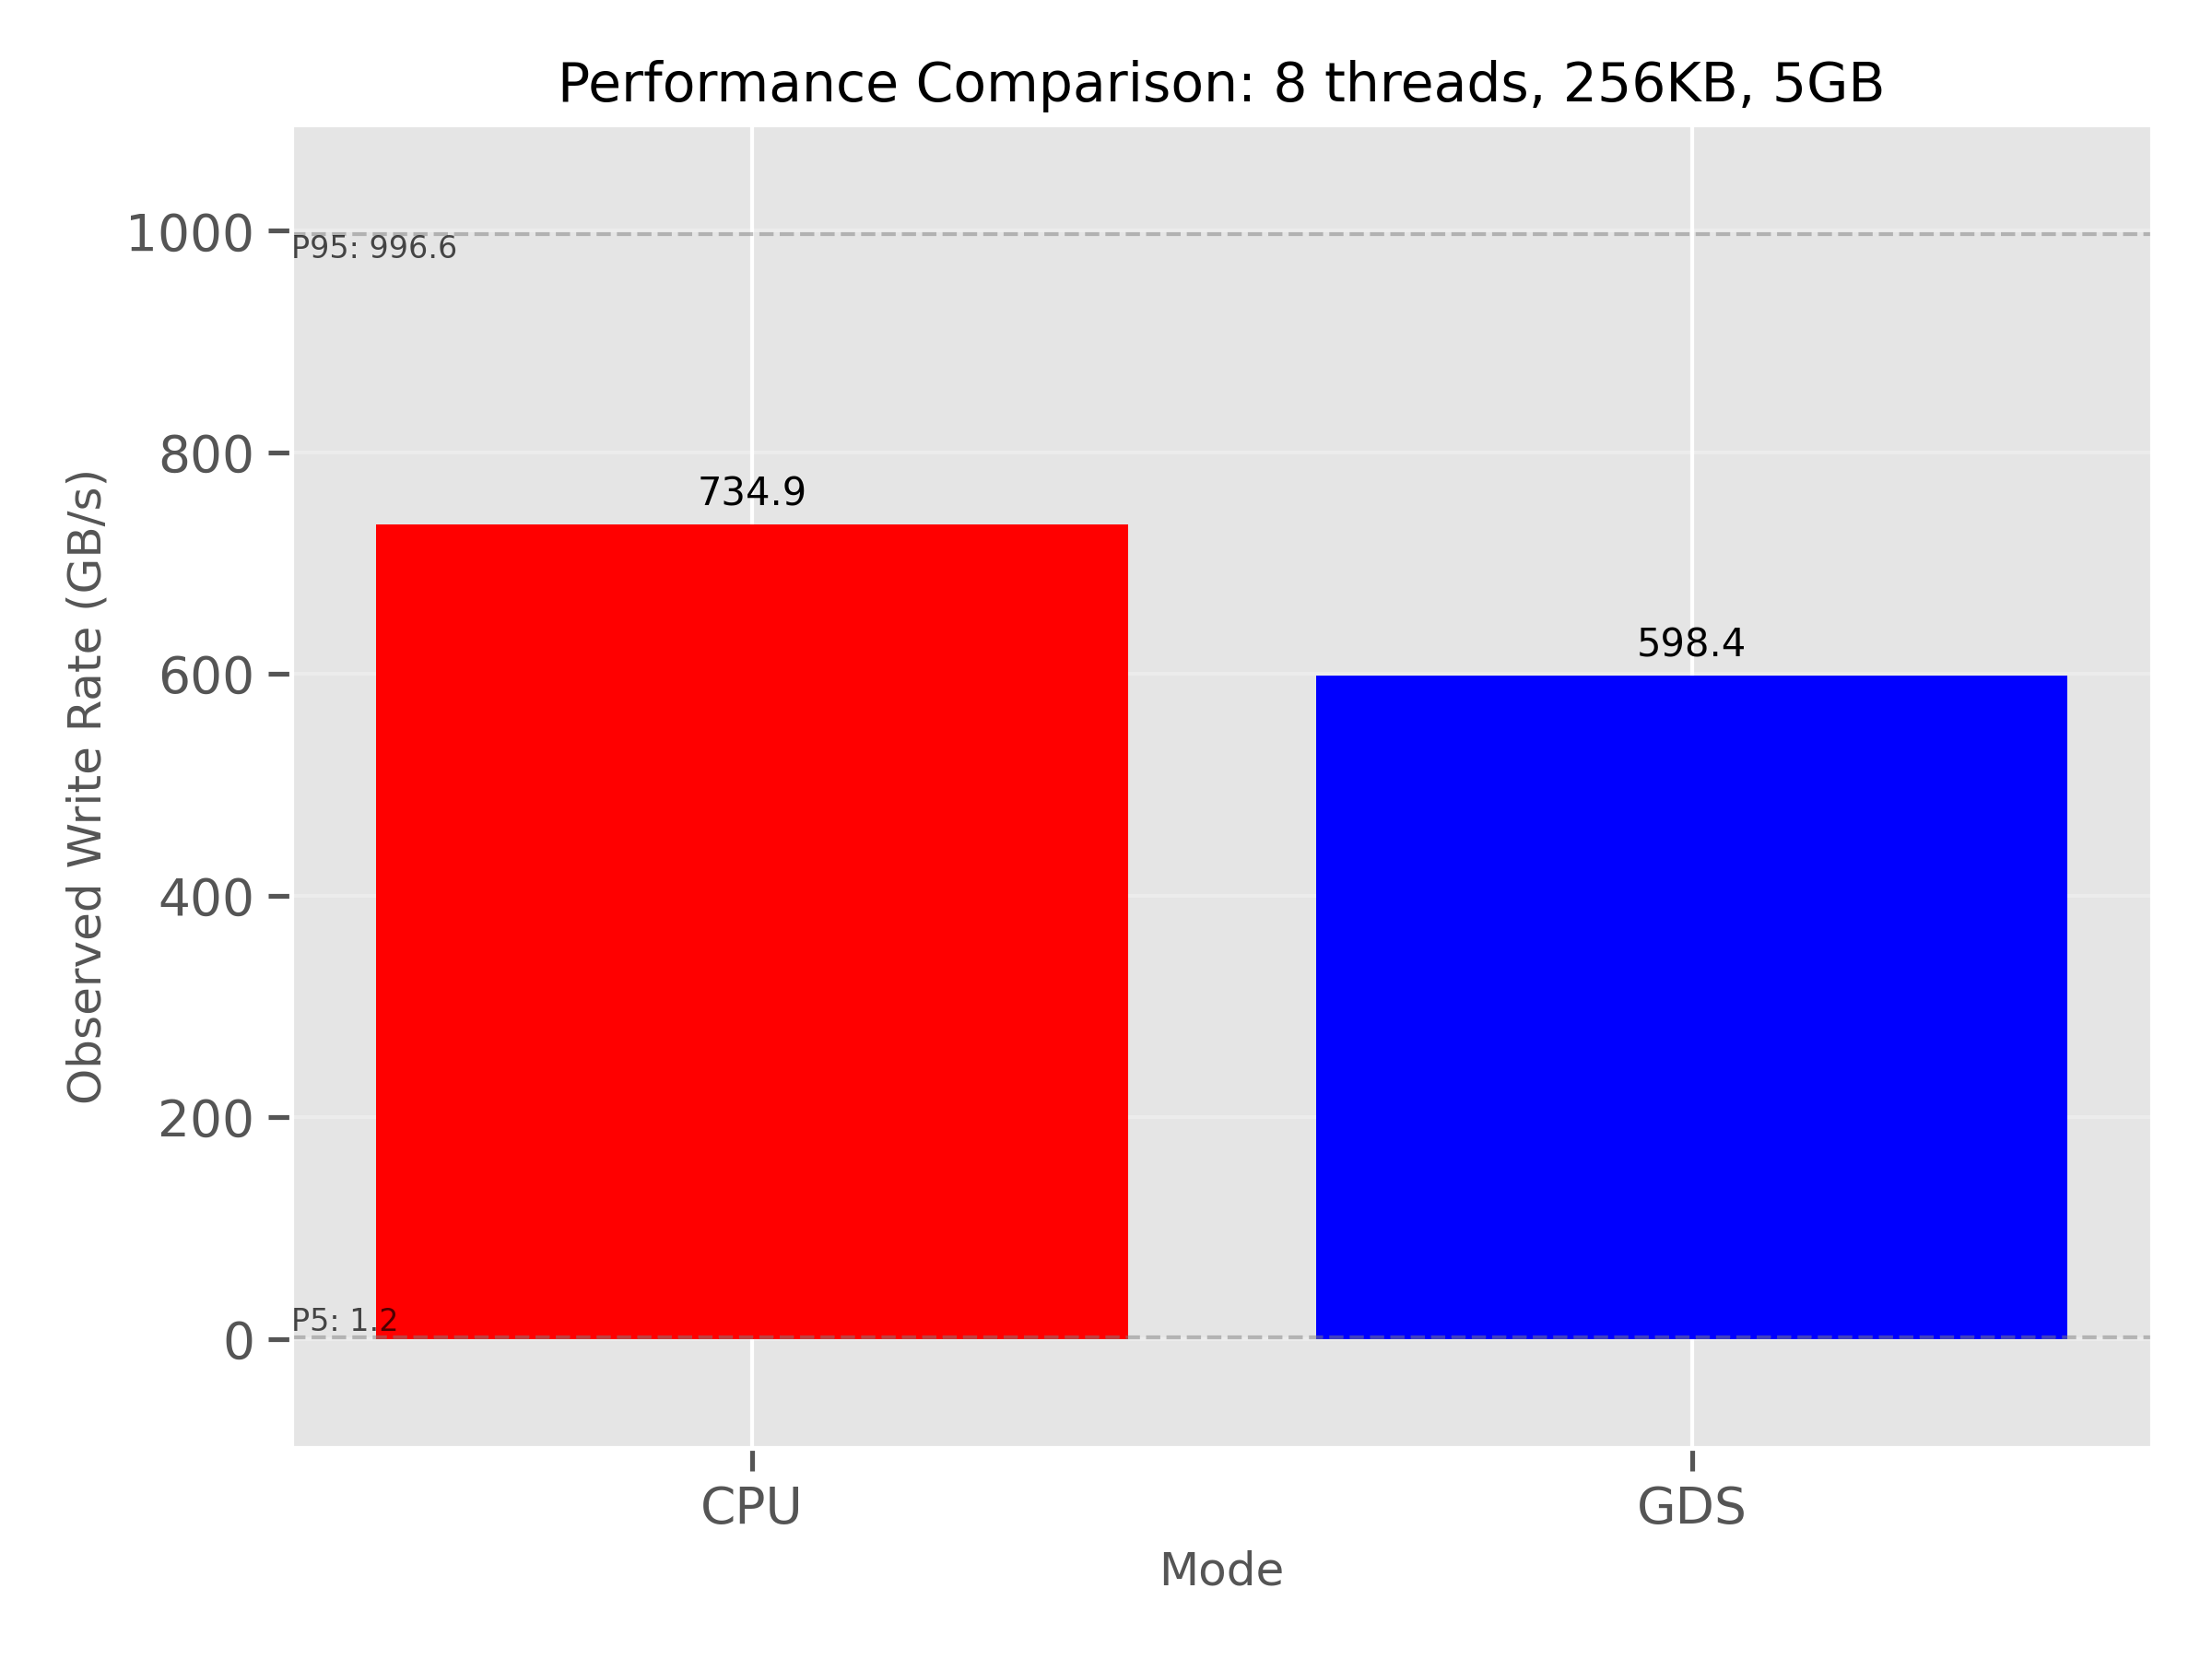 Performance Comparison: 8 threads, 256KB, 5GB
Observed Write Rate (GB/s)
1000
P95: 996.6
800
734.9
600
598.4
400
200
P5: 1.2
0
CPU
GDS
Mode